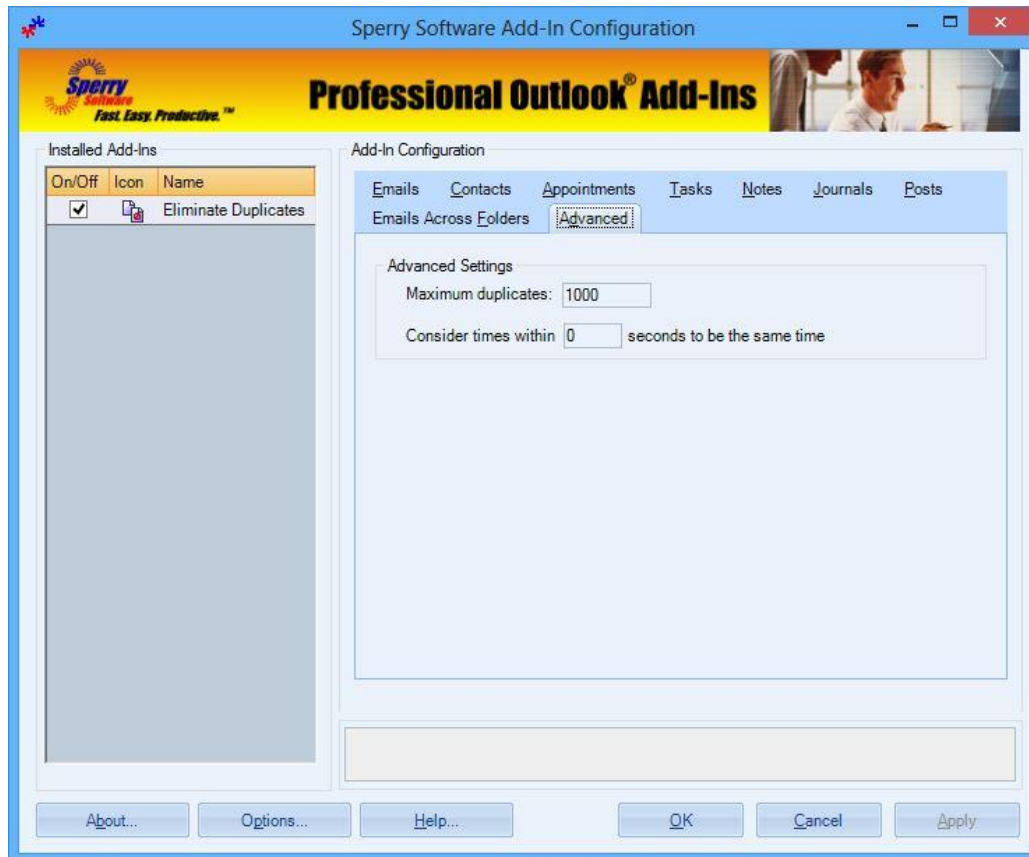 Sperry Software Add-In Configuration
Sperry
Software
Fast. Easy. Productive. ™
Professional Outlook® Add-Ins
Installed Add-Ins
On/Off Icon Name
Eliminate Duplicates
Add-In Configuration
Emails Contacts Appointments Tasks Notes Journals Posts
Emails Across Folders Advanced
Advanced Settings
Maximum duplicates: 1000
Consider times within 0 seconds to be the same time
About... Options... Help... OK Cancel Apply